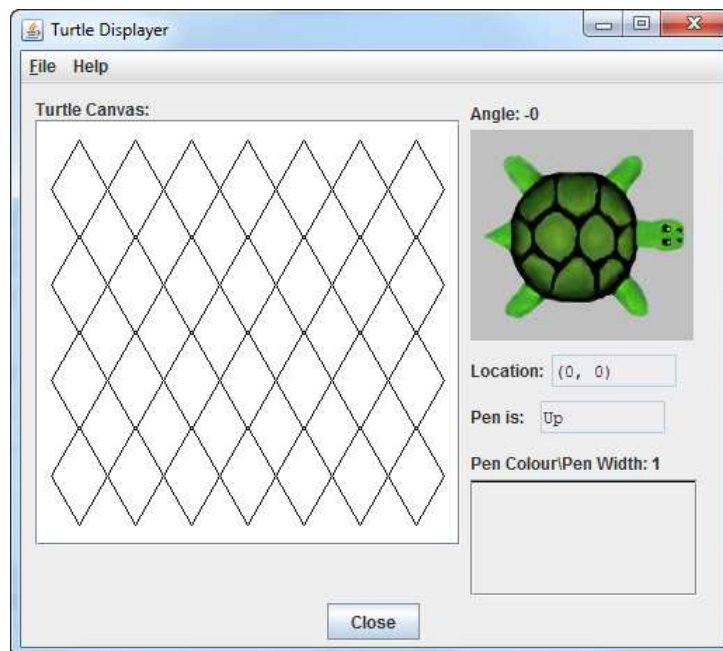 Turtle Displayer
File Help
Turtle Canvas:
Angle: -0
Location: (0, 0)
Pen is: Up
Pen Colour\Pen Width: 1
Close